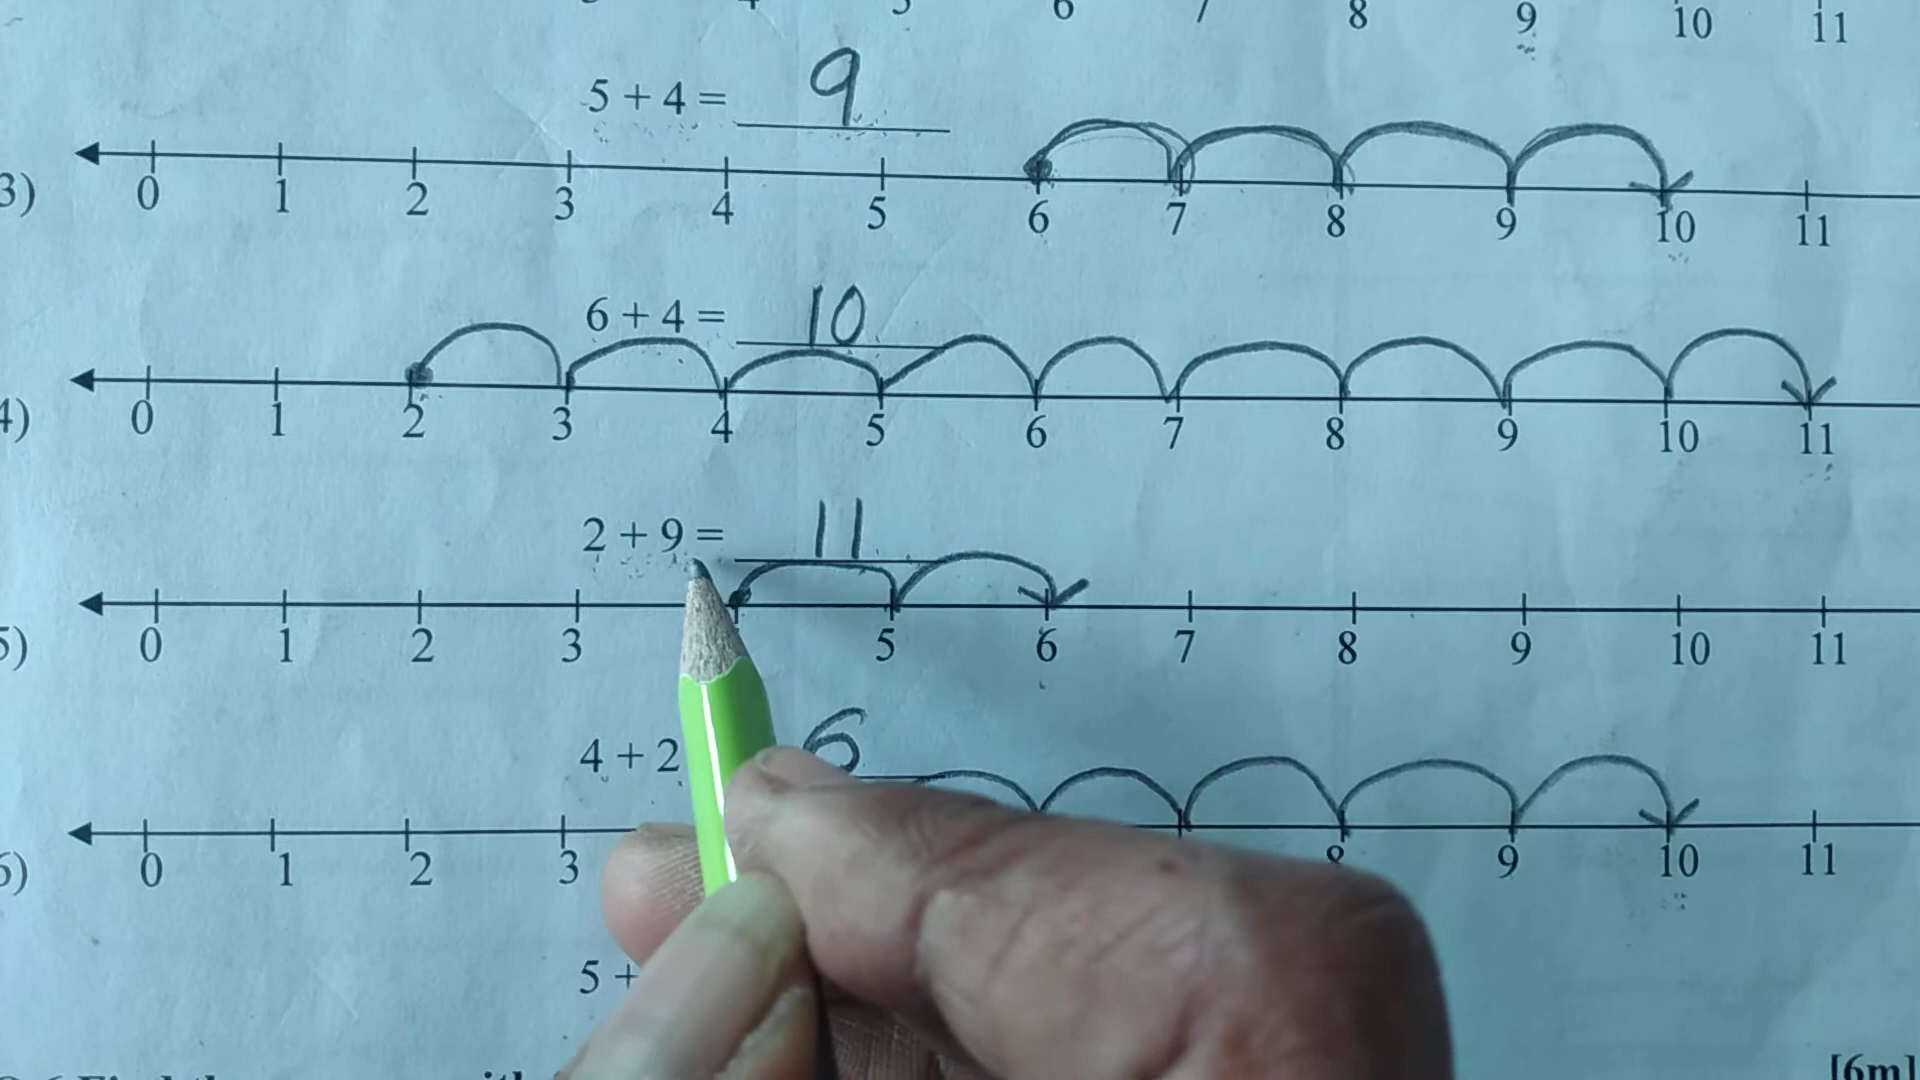 6 7 8 9 10 11
5 + 4 = 9
3) 0 1 2 3 4 5 6 7 8 9 10 11
6 + 4 = 10
4) 0 1 2 3 4 5 6 7 8 9 10 11
2 + 9 = 11
5) 0 1 2 3 5 6 7 8 9 10 11
4 + 2 6
6) 0 1 2 3 8 9 10 11
5 +
[6m]